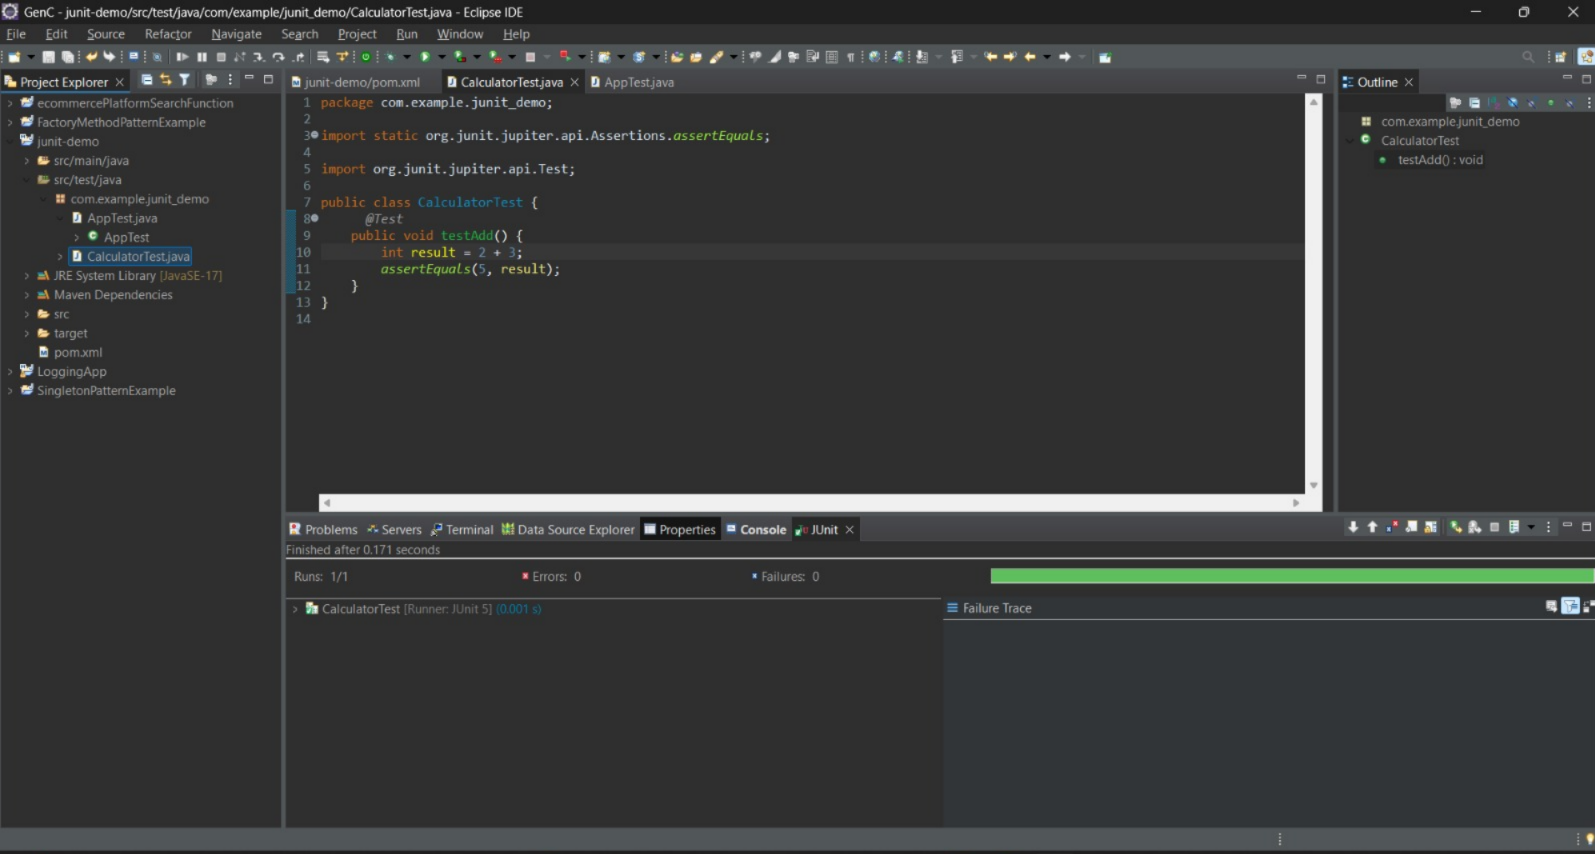 GenC - junit-demo/src/test/java/com/example/junit_demo/CalculatorTest.java - Eclipse IDE
File Edit Source Refactor Navigate Search Project Run Window Help
Project Explorer
ecommercePlatformSearchFunction
FactoryMethodPatternExample
junit-demo
src/main/java
src/test/java
com.example.junit_demo
AppTest.java
AppTest
CalculatorTest.java
JRE System Library [JavaSE-17]
Maven Dependencies
src
target
pom.xml
LoggingApp
SingletonPatternExample
junit-demo/pom.xml CalculatorTest.java AppTest.java
1 package com.example.junit_demo;
2
3 import static org.junit.jupiter.api.Assertions.assertEquals;
4
5 import org.junit.jupiter.api.Test;
6
7 public class CalculatorTest {
8 @Test
9 public void testAdd() {
10 int result = 2 + 3;
11 assertEquals(5, result);
12 }
13 }
14
Outline
com.example.junit_demo
CalculatorTest
testAdd() : void
Problems Servers Terminal Data Source Explorer Properties Console JUnit
Finished after 0.171 seconds
Runs: 1/1 Errors: 0 Failures: 0
CalculatorTest [Runner: JUnit 5] (0.001 s)
Failure Trace